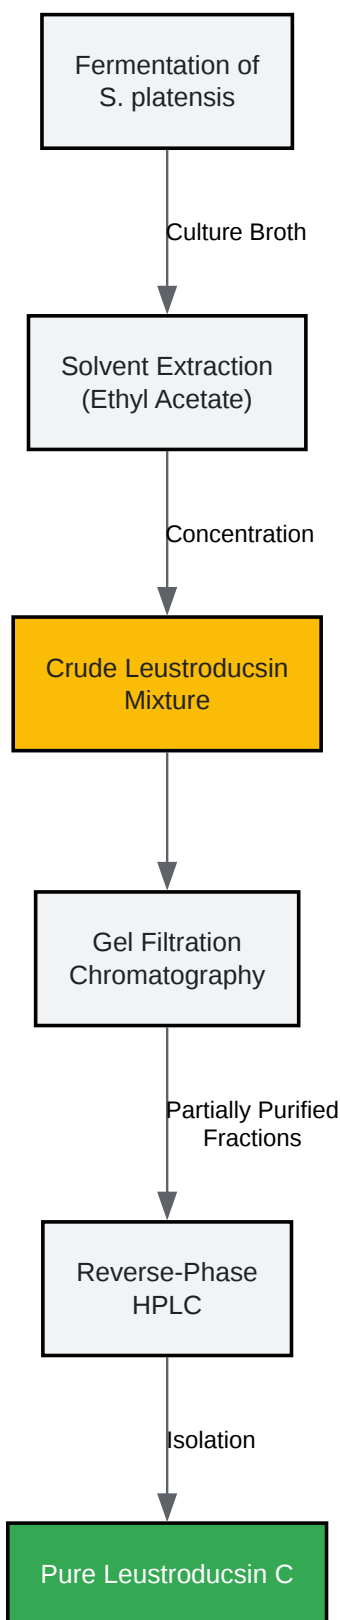 Fermentation of
S. platensis
Culture Broth
Solvent Extraction
(Ethyl Acetate)
Concentration
Crude Leustroducsin
Mixture
Gel Filtration
Chromatography
Partially Purified
Fractions
Reverse-Phase
HPLC
Isolation
Pure Leustroducsin C